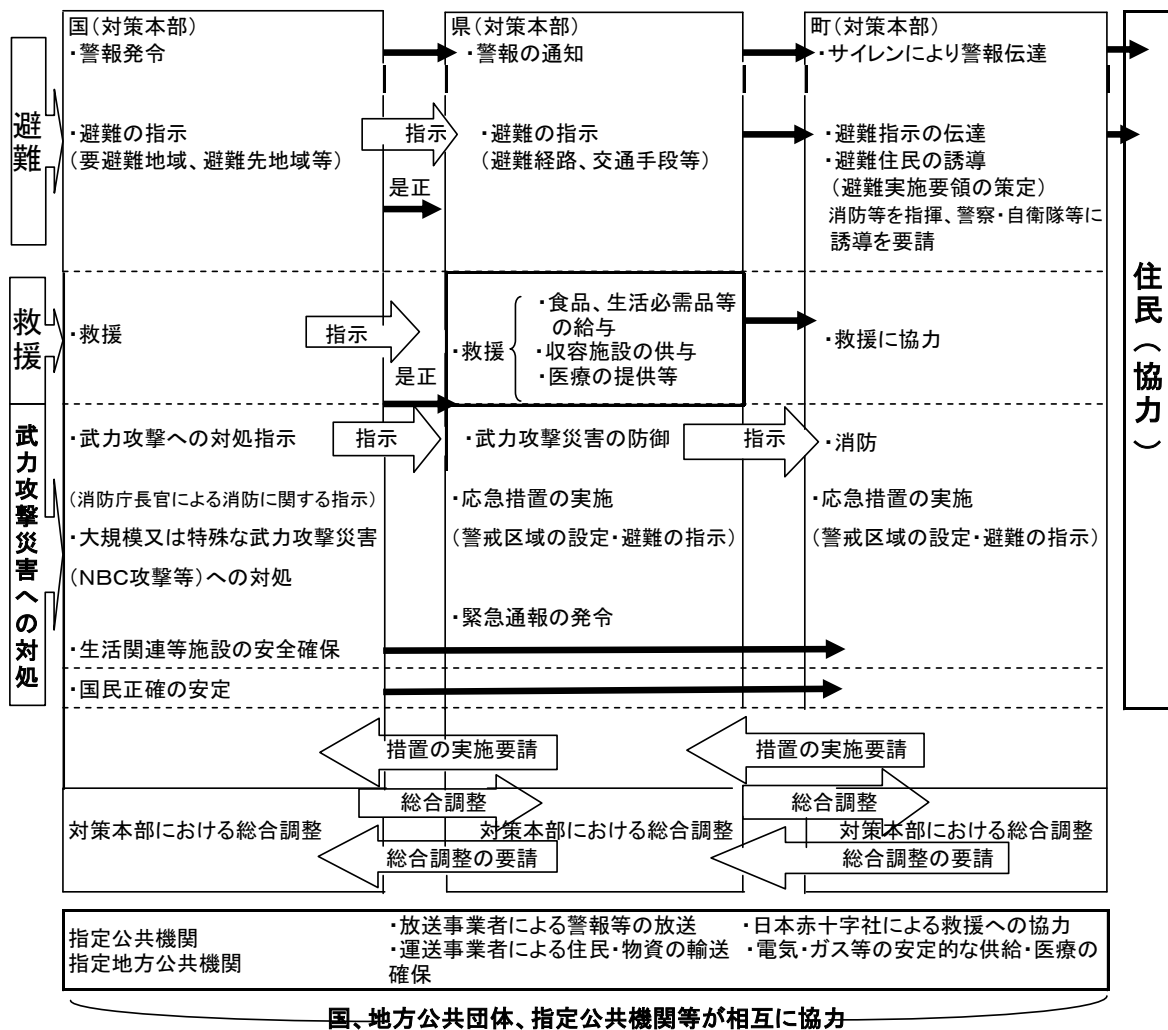 避難
国（対策本部）
・警報発令
・避難の指示
（要避難地域、避難先地域等）
指示
是正
県（対策本部）
・警報の通知
・避難の指示
（避難経路、交通手段等）
町（対策本部）
・サイレンにより警報伝達
・避難指示の伝達
・避難住民の誘導
（避難実施要領の策定）
消防等を指揮、警察・自衛隊等に
誘導を要請
住民（協力）
救援
・救援
指示
是正
・救援
・食品、生活必需品等
の給与
・収容施設の供与
・医療の提供等
・救援に協力
武力攻撃災害への対処
・武力攻撃への対処指示
指示
・武力攻撃災害の防御
指示
・消防
（消防庁長官による消防に関する指示）
・応急措置の実施
・応急措置の実施
・大規模又は特殊な武力攻撃災害
（警戒区域の設定・避難の指示）
（警戒区域の設定・避難の指示）
（NBC攻撃等）への対処
・緊急通報の発令
・生活関連等施設の安全確保
・国民正確の安定
措置の実施要請
措置の実施要請
総合調整
総合調整
対策本部における総合調整
対策本部における総合調整
対策本部における総合調整
総合調整の要請
総合調整の要請
指定公共機関
指定地方公共機関
・放送事業者による警報等の放送
・日本赤十字社による救援への協力
・運送事業者による住民・物資の輸送
・電気・ガス等の安定的な供給・医療の
確保
国、地方公共団体、指定公共機関等が相互に協力